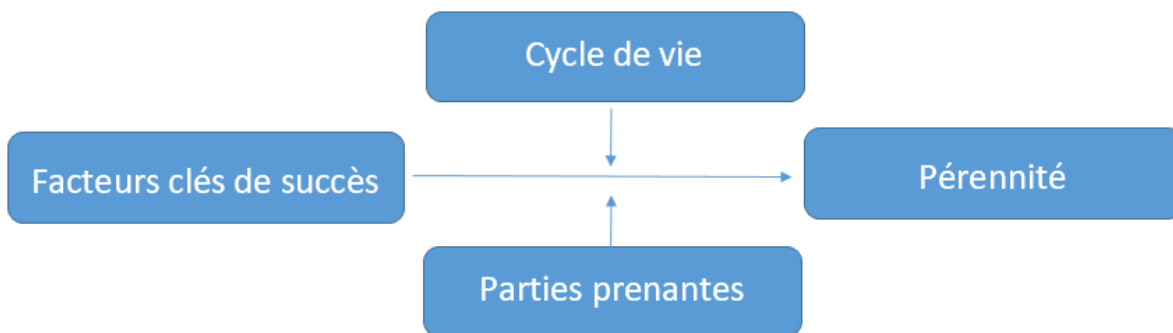 Cycle de vie
Facteurs clés de succès
Pérennité
Parties prenantes